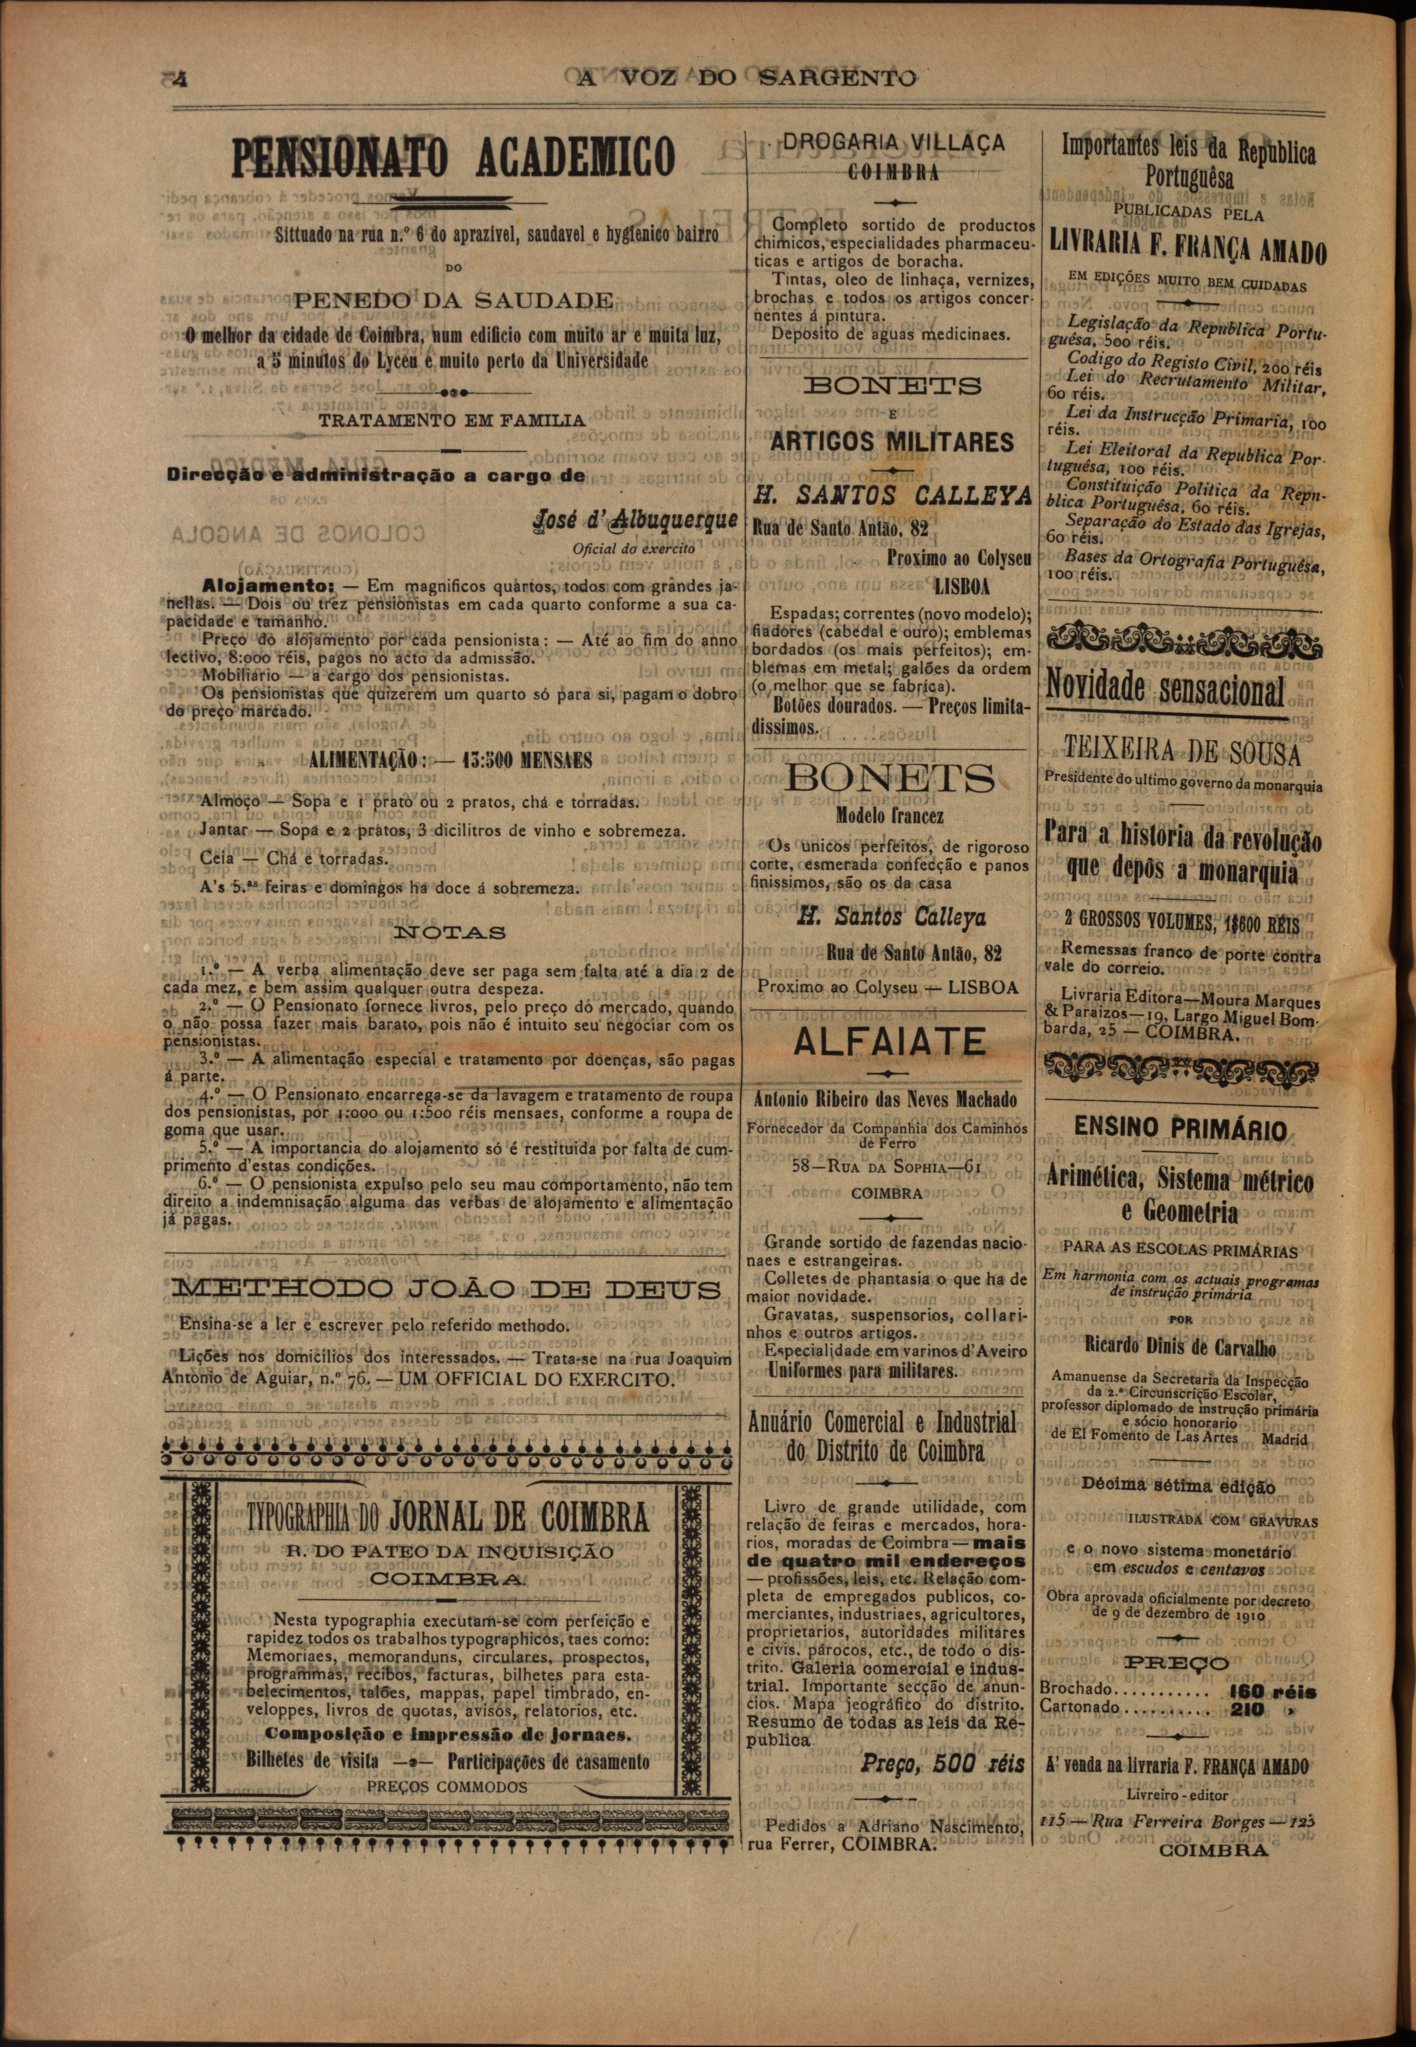 4
A VOZ DO SARGENTO
PENSIONATO ACADEMICO
Sittuado na rua n.º 6 do aprazivel, saudavel e hygienico bairro
DO
PENEDO DA SAUDADE
O melhor da cidade de Coimbra, num edificio com muito ar e muita luz,
a 5 minutos do Lyceu e muito perto da Universidade
TRATAMENTO EM FAMILIA
Direcção e administração a cargo de
José d' Albuquerque
Oficial do exercito
Alojamento: — Em magnificos quartos, todos com grandes ja-
nellas. — Dois ou trez pensionistas em cada quarto conforme a sua ca-
pacidade e tamanho.
Preço do alojamento por cada pensionista: — Até ao fim do anno
lectivo, 8:000 réis, pagos no acto da admissão.
Mobiliario — a cargo dos pensionistas.
Os pensionistas que quizerem um quarto só para si, pagam o dobro
do preço marcado.
ALIMENTAÇÃO: — 13:500 MENSAES
Almoço — Sopa e 1 prato ou 2 pratos, chá e torradas.
Jantar — Sopa e 2 pratos, 3 dicilitros de vinho e sobremeza.
Ceia — Chá e torradas.
A's 5.as feiras e domingos ha doce á sobremeza.
NOTAS
1.º — A verba alimentação deve ser paga sem falta até a dia 2 de
cada mez, e bem assim qualquer outra despeza.
2.º — O Pensionato fornece livros, pelo preço do mercado, quando
o não possa fazer mais barato, pois não é intuito seu negociar com os
pensionistas.
3.º — A alimentação especial e tratamento por doenças, são pagas
á parte.
4.º — O Pensionato encarrega-se da lavagem e tratamento de roupa
dos pensionistas, por 1:000 ou 1:500 réis mensaes, conforme a roupa de
goma que usar.
5.º — A importancia do alojamento só é restituida por falta de cum-
primento d'estas condições.
6.º — O pensionista expulso pelo seu mau comportamento, não tem
direito a indemnisação alguma das verbas de alojamento e alimentação
já pagas.
METHODO JOÃO DE DEUS
Ensina-se a ler e escrever pelo referido methodo.
Lições nos domicilios dos interessados. — Trata-se na rua Joaquim
Antonio de Aguiar, n.º 76. — UM OFFICIAL DO EXERCITO.
TYPOGRAPHIA DO JORNAL DE COIMBRA
R. DO PATEO DA INQUISIÇÃO
COIMBRA
Nesta typographia executam-se com perfeição e
rapidez todos os trabalhos typographicos, taes como:
Memoriaes, memoranduns, circulares, prospectos,
programmas, recibos, facturas, bilhetes para esta-
belecimentos, talões, mappas, papel timbrado, en-
veloppes, livros de quotas, avisos, relatorios, etc.
Composição e impressão de jornaes.
Bilhetes de visita — Participações de casamento
PREÇOS COMMODOS
DROGARIA VILLAÇA
COIMBRA
Completo sortido de productos
chimicos, especialidades pharmaceu-
ticas e artigos de boracha.
Tintas, oleo de linhaça, vernizes,
brochas e todos os artigos concer-
nentes á pintura.
Deposito de aguas medicinaes.
BONETS
E
ARTIGOS MILITARES
H. SANTOS CALLEYA
Rua de Santo Antão, 82
Proximo ao Colyseu
LISBOA
Espadas; correntes (novo modelo);
fiadores (cabedal e ouro); emblemas
bordados (os mais perfeitos); em-
blemas em metal; galões da ordem
(o melhor que se fabrica).
Botões dourados. — Preços limita-
dissimos.
BONETS
Modelo francez
Os unicos perfeitos, de rigoroso
corte, esmerada confecção e panos
finissimos, são os da casa
H. Santos Calleya
Rua de Santo Antão, 82
Proximo ao Colyseu — LISBOA
ALFAIATE
Antonio Ribeiro das Neves Machado
Fornecedor da Companhia dos Caminhos
de Ferro
58—RUA DA SOPHIA—61
COIMBRA
Grande sortido de fazendas nacio-
naes e estrangeiras.
Colletes de phantasia o que ha de
maior novidade.
Gravatas, suspensorios, collari-
nhos e outros artigos.
Especialidade em varinos d'Aveiro
Uniformes para militares.
Anuário Comercial e Industrial
do Distrito de Coimbra
Livro de grande utilidade, com
relação de feiras e mercados, hora-
rios, moradas de Coimbra — mais
de quatro mil endereços
— profissões, leis, etc. Relação com-
pleta de empregados publicos, co-
merciantes, industriaes, agricultores,
proprietarios, autoridades militares
e civis, párocos, etc., de todo o dis-
trito. Galeria comercial e indus-
trial. Importante secção de anun-
cios. Mapa jeográfico do distrito.
Resumo de todas as leis da Re-
publica
Preço, 500 réis
Pedidos a Adriano Nascimento,
rua Ferrer, COIMBRA.
Importantes leis da Republica
Portuguêsa
PUBLICADAS PELA
LIVRARIA F. FRANÇA AMADO
EM EDIÇÕES MUITO BEM CUIDADAS
Legislação da Republica Portu-
guésa, 500 réis.
Codigo do Registo Civil, 200 réis
Lei do Recrutamento Militar,
60 réis.
Lei da Instrucção Primaria, 100
réis.
Lei Eleitoral da Republica Por-
tuguésa, 100 réis.
Constituição Politica da Repn-
blica Portuguêsa, 60 réis.
Separação do Estado das Igrejas,
60 réis.
Bases da Ortografia Portuguêsa,
100 réis.
Novidade sensacional
TEIXEIRA DE SOUSA
Presidente do ultimo governo da monarquia
Para a historia da revolução
que depôs a monarquia
2 GROSSOS VOLUMES, 1$600 RÉIS
Remessas franco de porte contra
vale do correio.
Livraria Editora—Moura Marques
& Paraizos—19, Largo Miguel Bom-
barda, 25 — COIMBRA.
ENSINO PRIMÁRIO
Arimética, Sistema métrico
e Geometria
PARA AS ESCOLAS PRIMÁRIAS
Em harmonia com os actuais programas
de instrução primária
POR
Ricardo Dinis de Carvalho
Amanuense da Secretaria da Inspecção
da 2.ª Circunscrição Escolar,
professor diplomado de instrução primária
e sócio honorario
de El Fomento de Las Artes Madrid
Décima sétima edição
ILUSTRADA COM GRAVURAS
e o novo sistema monetário
em escudos e centavos
Obra aprovada oficialmente por decreto
de 9 de dezembro de 1910
PREÇO
Brochado........... 160 réis
Cartonado.......... 210 »
A' venda na livraria F. FRANÇA AMADO
Livreiro-editor
115 — Rua Ferreira Borges — 123
COIMBRA